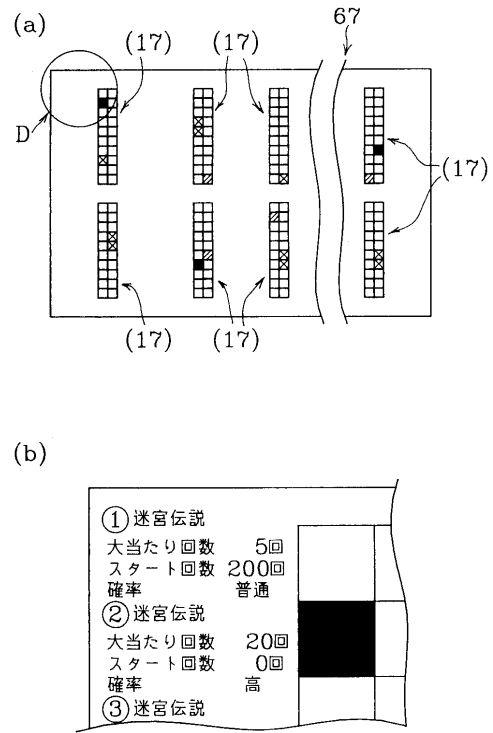 (a)
67
(17)
(17)
D
(17)
(17)
(17)
(b)
①迷宮伝説
大当たり回数 5回
スタート回数 200回
確率 普通
②迷宮伝説
大当たり回数 20回
スタート回数 0回
確率 高
③迷宮伝説